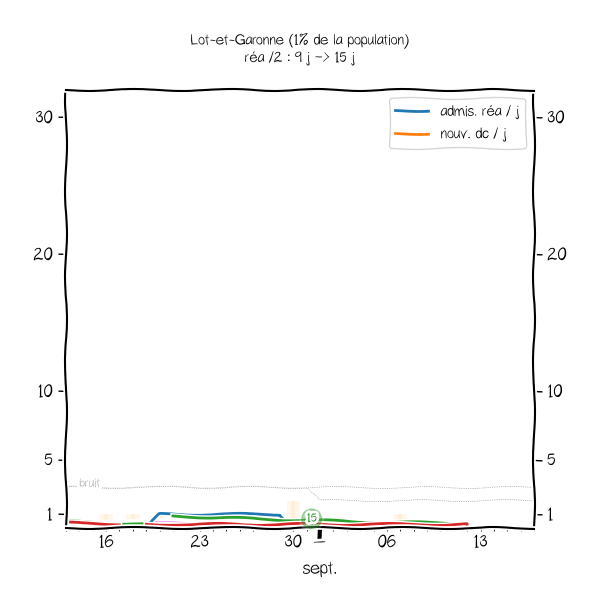 Lot-et-Garonne (1% de la population)
réa /2 : 9 j -> 15 j
admis. réa / j
nouv. dc / j
30
30
20
20
10
10
5
5
bruit
1
15
1
16
23
30
06
13
sept.